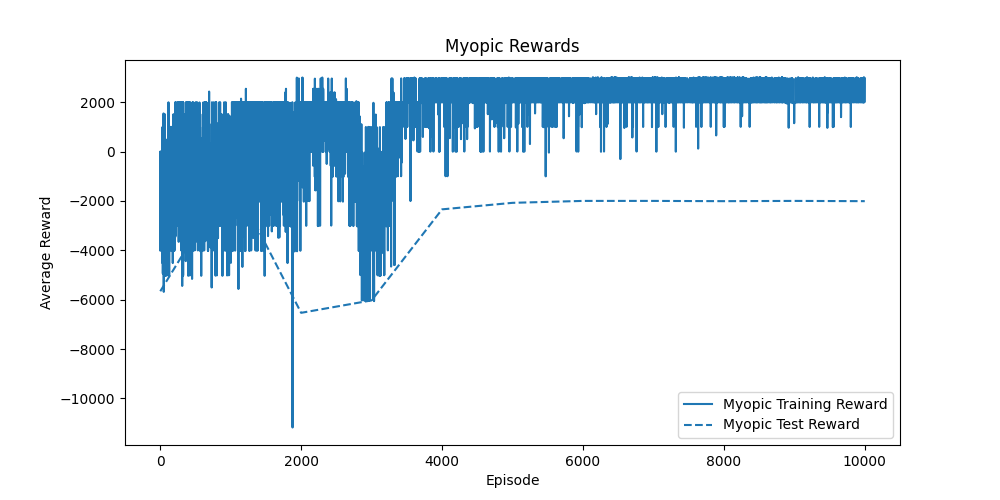 Myopic Rewards
Average Reward
2000
0
−2000
−4000
−6000
−8000
−10000
0
2000
4000
6000
8000
10000
Episode
Myopic Training Reward
Myopic Test Reward